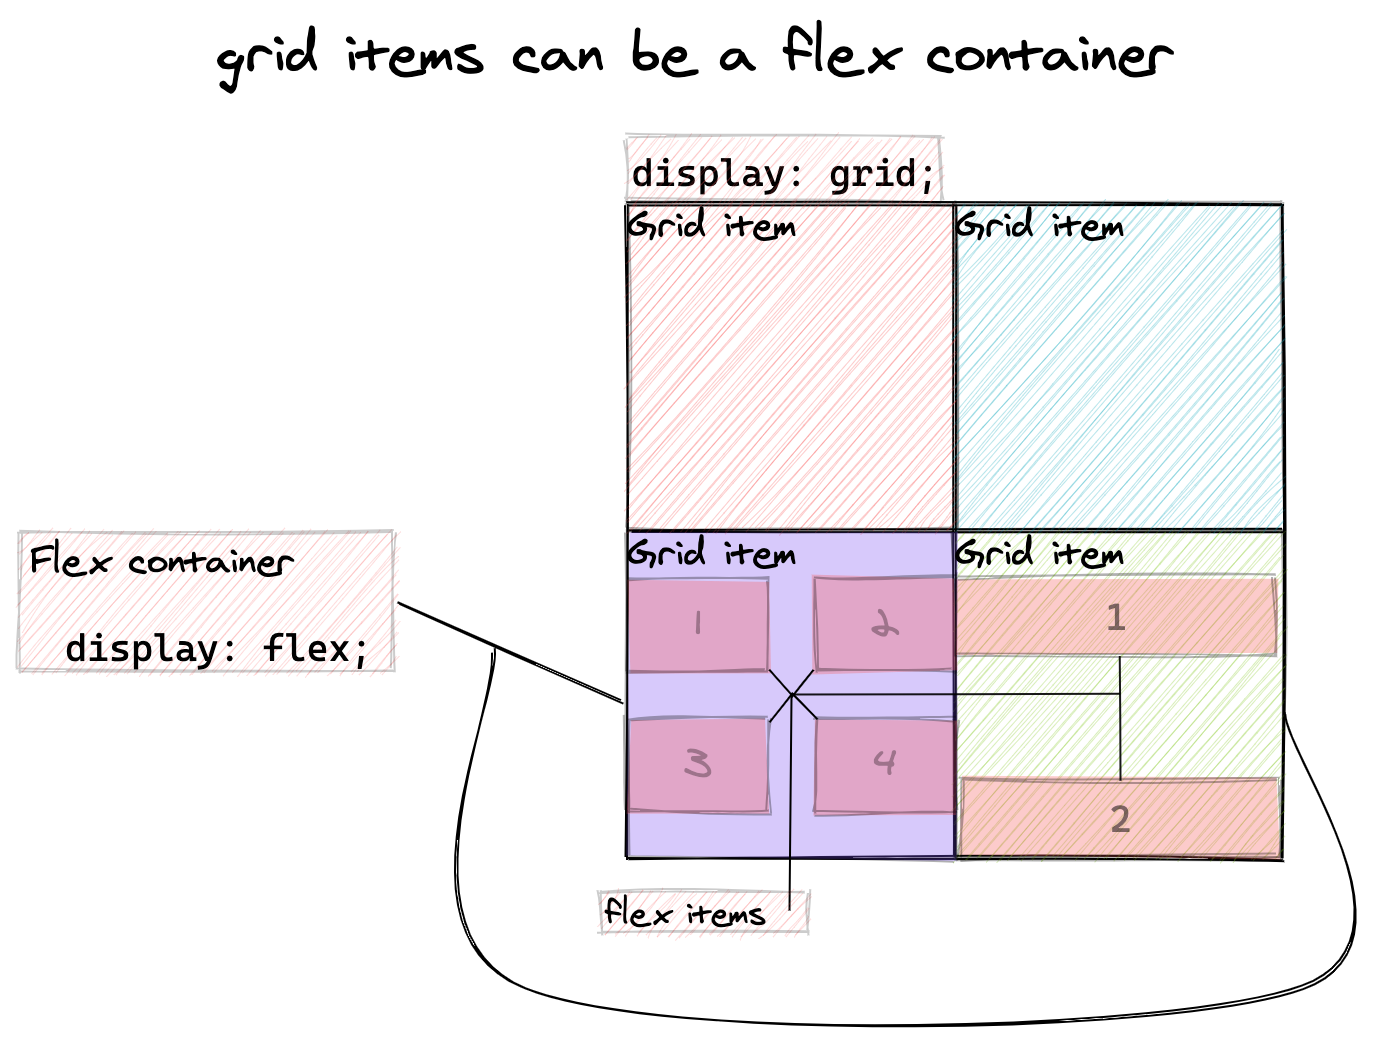 grid items can be a flex container
display: grid;
Grid item
Grid item
Flex container
display: flex;
Grid item
Grid item
1
2
1
3
4
2
flex items